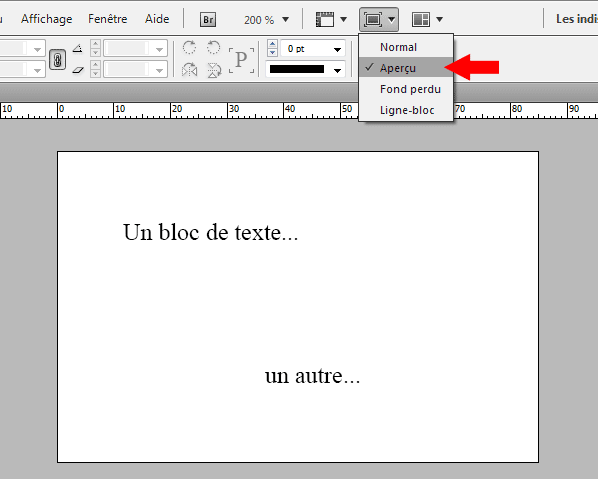 Affichage Fenêtre Aide Br 200 % Les indis
Normal
0 pt
P
Aperçu
Fond perdu
Ligne-bloc
10 0 10 20 30 40 50 60 70 80 90
Un bloc de texte...
un autre...